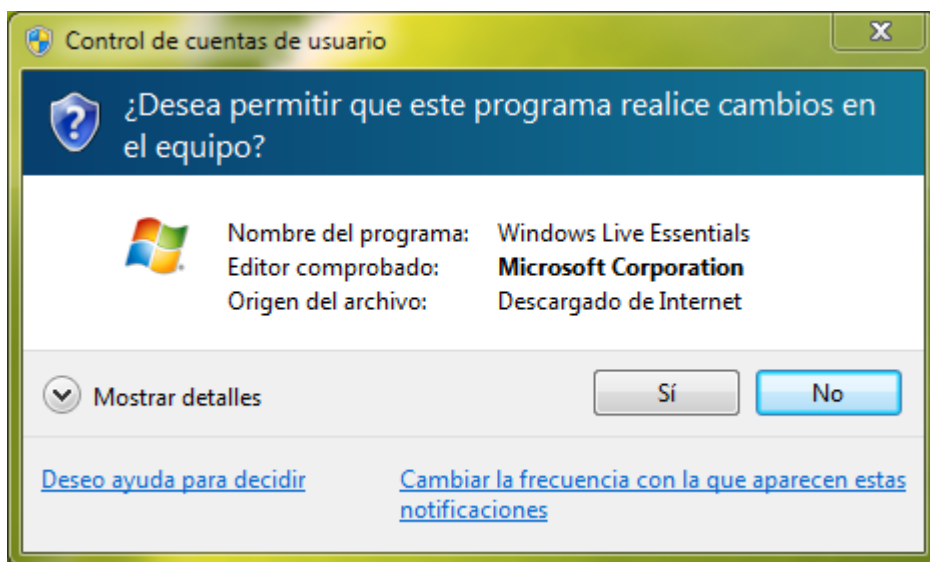 Control de cuentas de usuario
¿Desea permitir que este programa realice cambios en
el equipo?
Nombre del programa: Windows Live Essentials
Editor comprobado: Microsoft Corporation
Origen del archivo: Descargado de Internet
Mostrar detalles
Sí
No
Deseo ayuda para decidir
Cambiar la frecuencia con la que aparecen estas
notificaciones